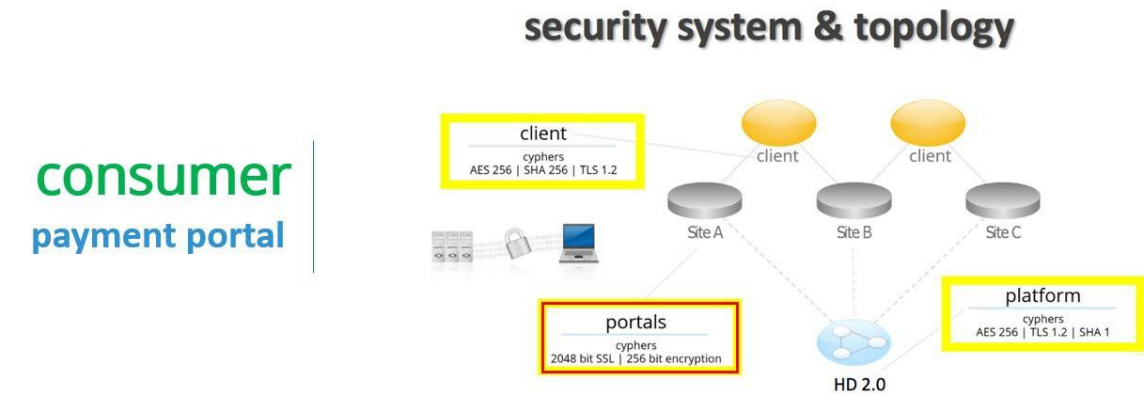 security system & topology
consumer
payment portal
client
cyphers
AES 256 | SHA 256 | TLS 1.2
client
client
Site A
Site B
Site C
portals
cyphers
2048 bit SSL | 256 bit encryption
platform
cyphers
AES 256 | TLS 1.2 | SHA 1
HD 2.0